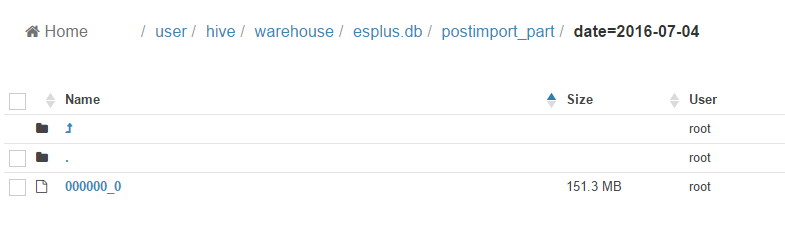 Home / user / hive / warehouse / esplus.db / postimport_part / date=2016-07-04
Name Size User
root
. root
000000_0 151.3 MB root